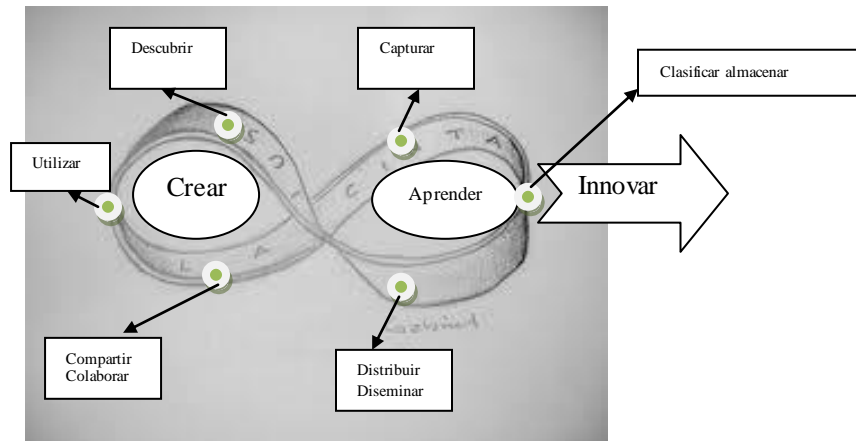 Descubrir
Capturar
Clasificar almacenar
Utilizar
Crear
Aprender
Innovar
Compartir
Colaborar
Distribuir
Diseminar